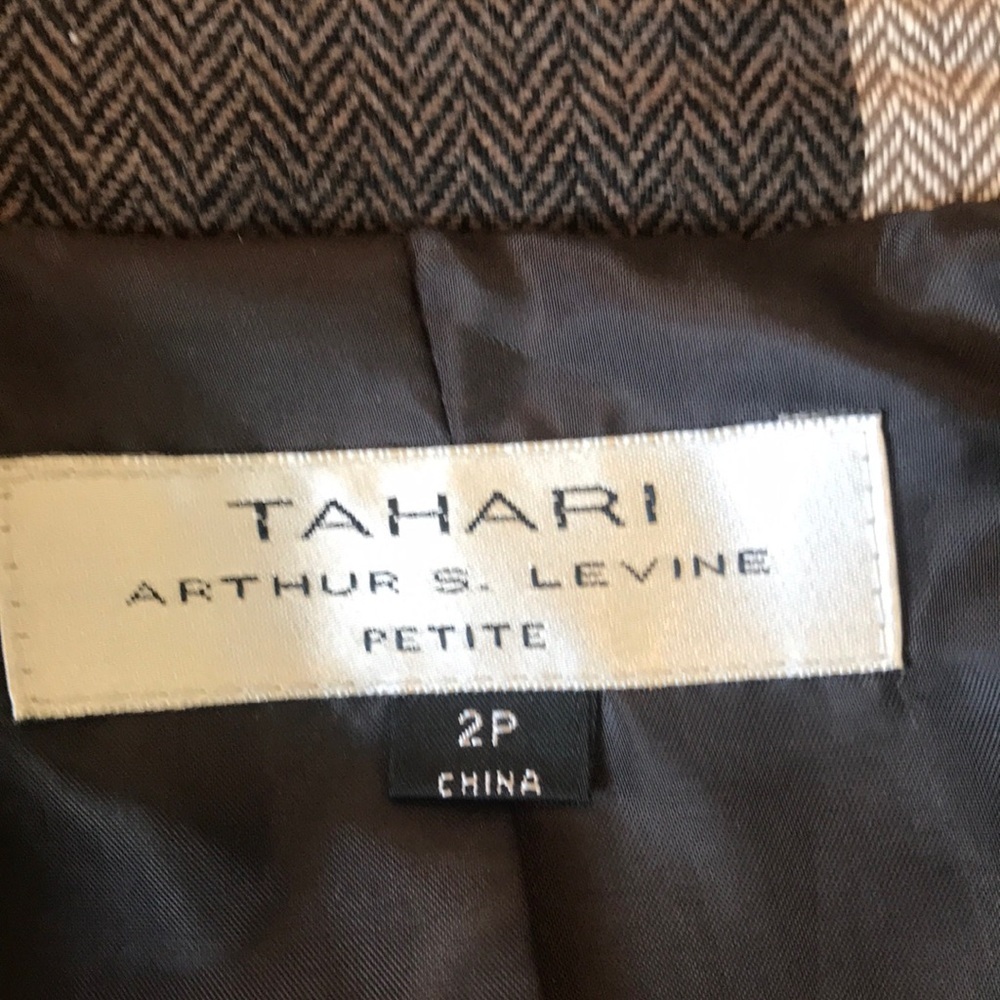 TAHARI
ARTHUR S. LEVINE
PETITE
2P
CHINA